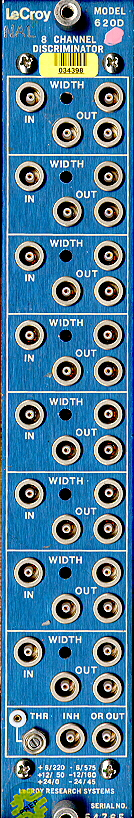 LeCroy MODEL
620D
NAL
8 CHANNEL
DISCRIMINATOR
034398
WIDTH
IN OUT
WIDTH
IN OUT
WIDTH
IN OUT
WIDTH
IN OUT
WIDTH
IN OUT
WIDTH
IN OUT
WIDTH
IN OUT
WIDTH
IN OUT
THR INH OR OUT
+6/220 -6/575
+12/ 50 -12/160
+24/0 -24/45
LeCROY RESEARCH SYSTEMS
SERIAL NO.